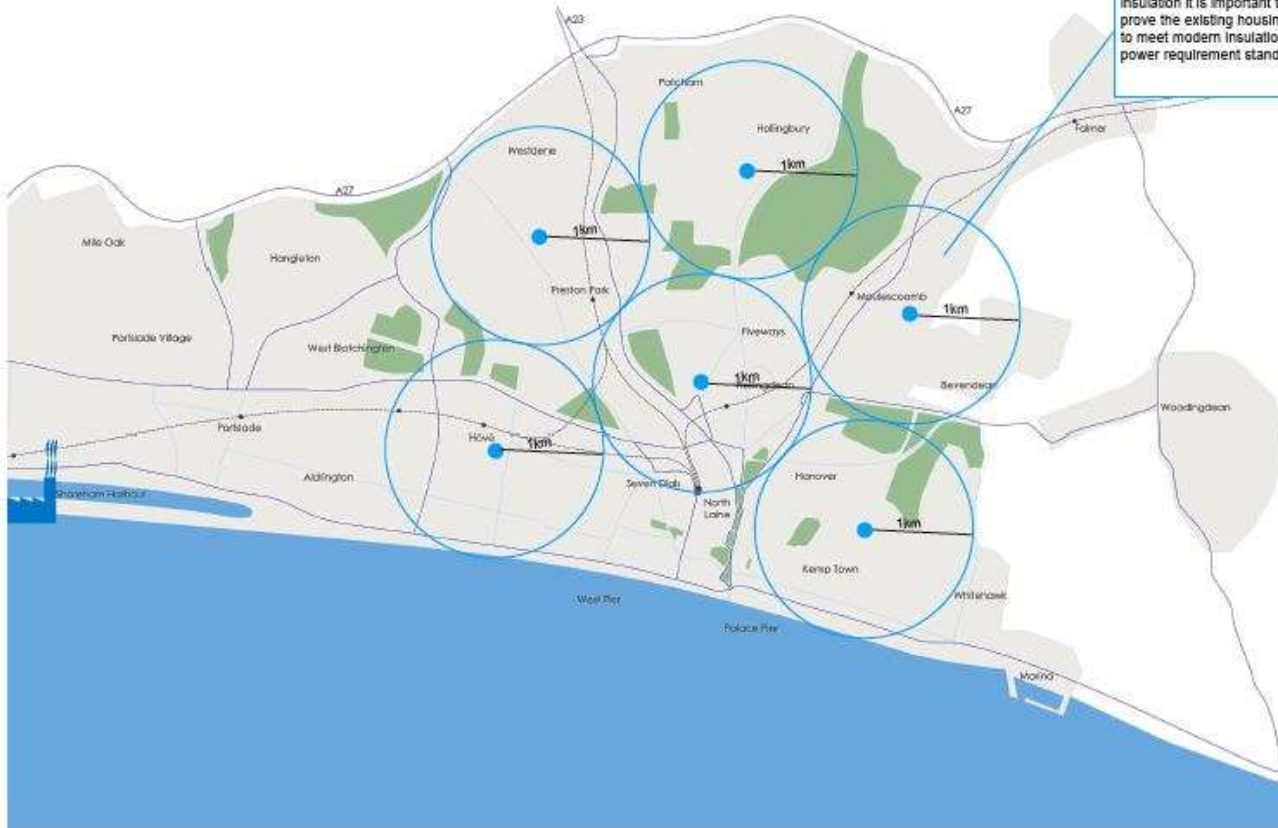 insulation it is important t
prove the existing housin
to meet modern insulatio
power requirement stand
A23
Patcham
A27
Hollingbury
Falmer
Westdene
1km
A27
1km
Mile Oak
Hangleton
Preston Park
Moulsecoomb
1km
Portslade Village
West Blatchington
Fiveways
1km
Bevendean
Woodingdean
Portslade
Hove
1km
Aldrington
Seven Dials
Hanover
Shoreham Harbour
North
Laine
1km
Kemp Town
West Pier
Whitehawk
Palace Pier
Marina